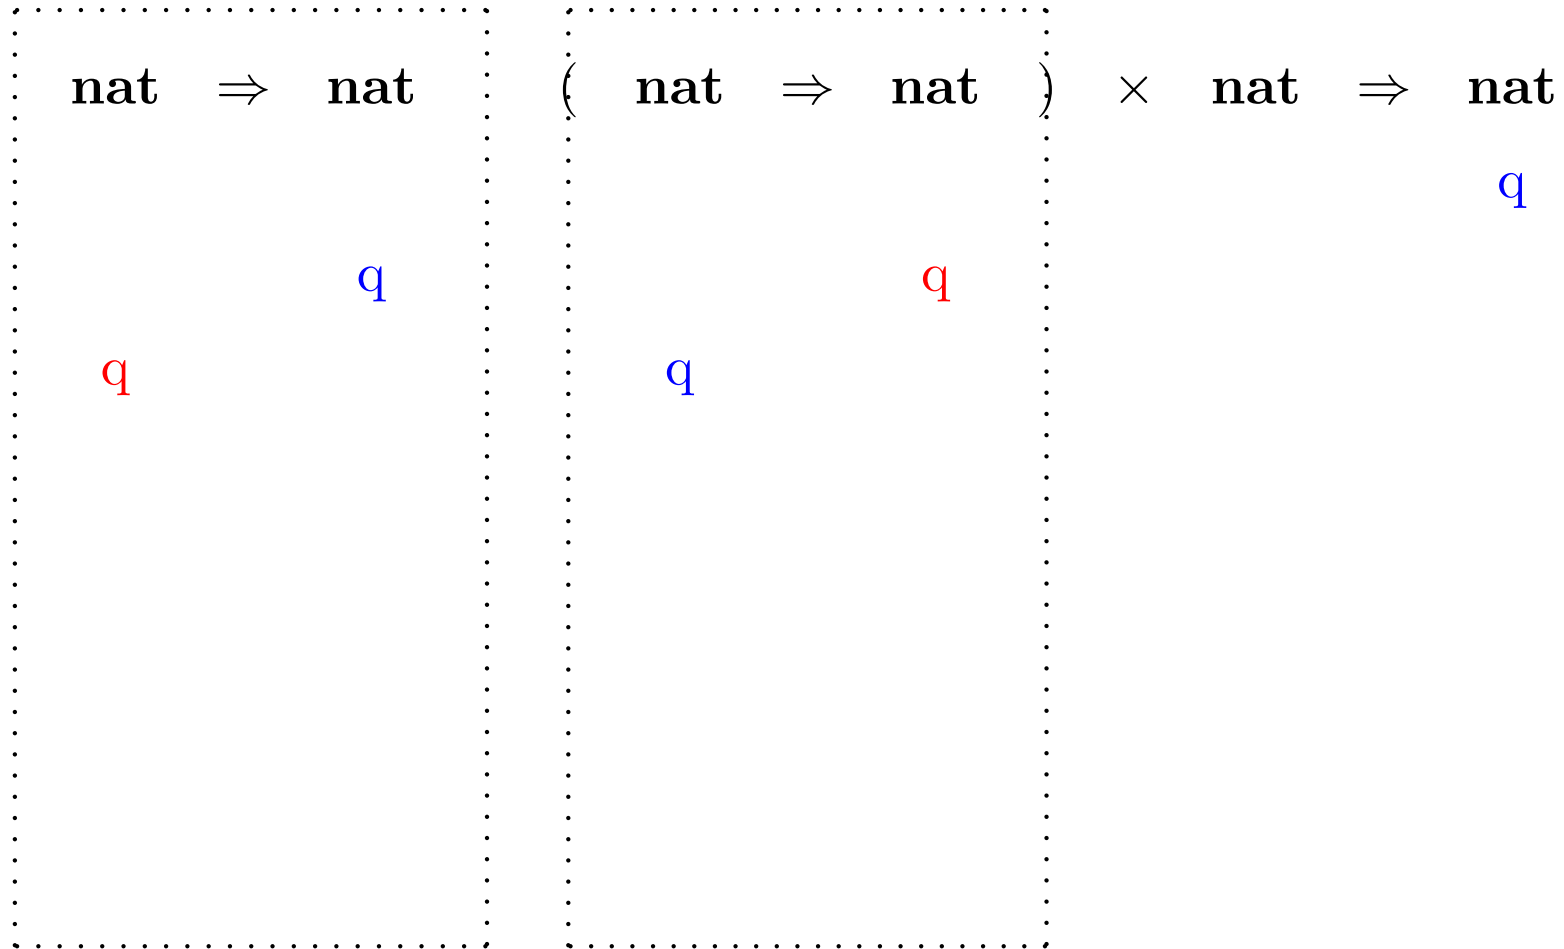 nat ⇒ nat ( nat ⇒ nat ) × nat ⇒ nat
q
q q
q q